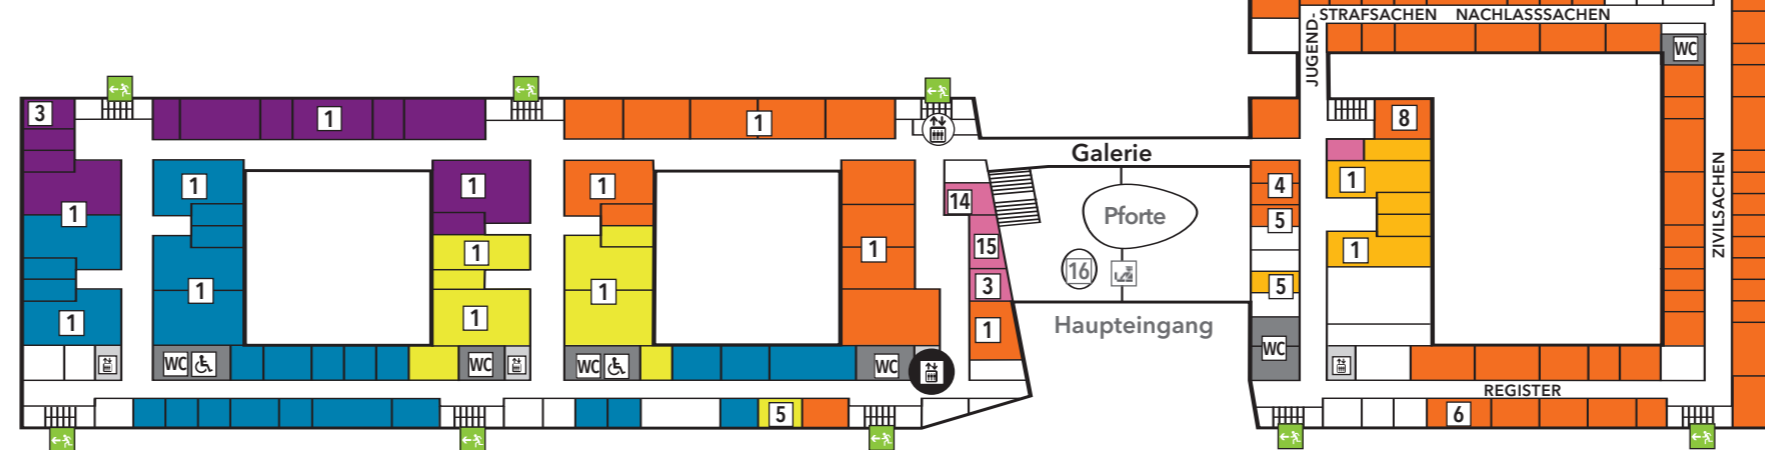 STRAFSACHEN NACHLASSSACHEN
JUGEND-
WC
3
1
1
8
Galerie
ZIVILSACHEN
1
1
1
4
1
14
Pforte
1
5
1
15
1
1
1
16
1
1
3
5
1
1
1
Haupteingang
WC
WC
WC
WC
WC
REGISTER
5
6